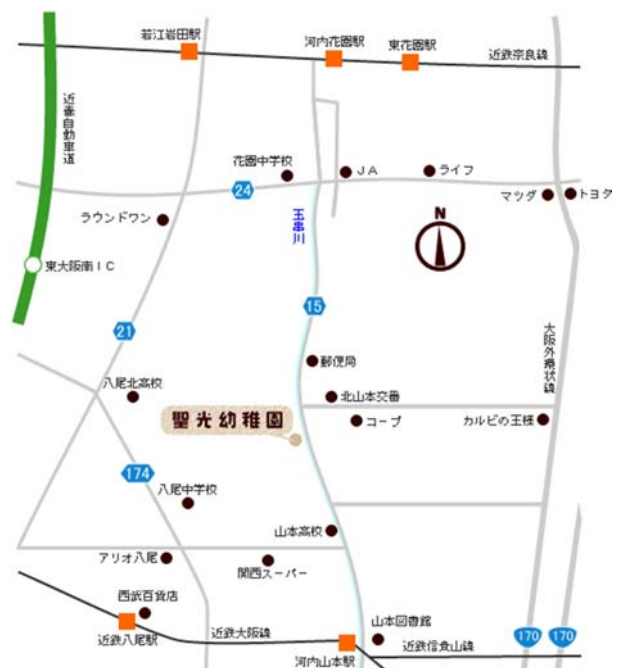 若江岩田駅
河内花園駅
東花園駅
近鉄奈良線
近畿自動車道
花園中学校
JA
ライフ
24
マツダ
トヨタ
ラウンドワン
玉串川
N
東大阪南IC
15
21
大阪外環状線
郵便局
八尾北高校
北山本交番
聖光幼稚園
コープ
カルビの王様
174
八尾中学校
山本高校
アリオ八尾
関西スーパー
西武百貨店
近鉄八尾駅
近鉄大阪線
山本図書館
170
170
河内山本駅
近鉄信貴山線